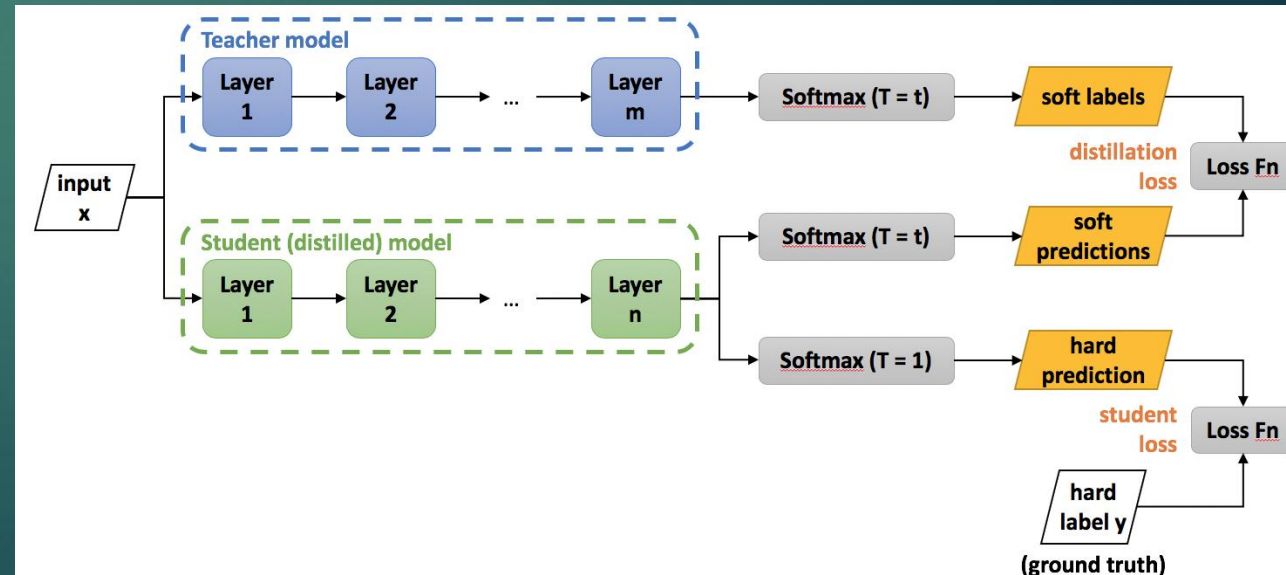 Teacher model
Layer
1
Layer
2
...
Layer
m
Softmax (T = t)
soft labels
distillation
loss
Loss Fn
input
x
Student (distilled) model
Layer
1
Layer
2
...
Layer
n
Softmax (T = t)
soft
predictions
Softmax (T = 1)
hard
prediction
student
loss
Loss Fn
hard
label y
(ground truth)